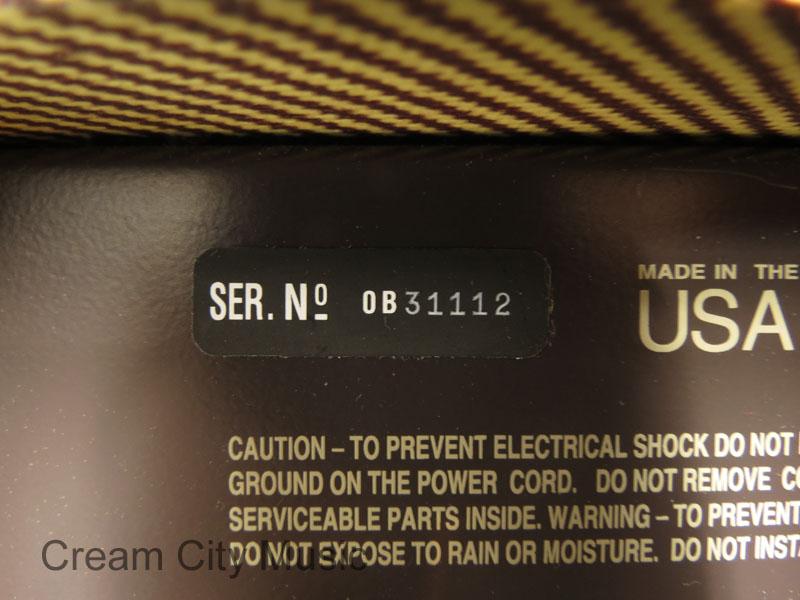 SER. Nº 0B31112
MADE IN THE
USA
CAUTION – TO PREVENT ELECTRICAL SHOCK DO NOT
GROUND ON THE POWER CORD. DO NOT REMOVE
SERVICEABLE PARTS INSIDE. WARNING – TO PREVENT
DO NOT EXPOSE TO RAIN OR MOISTURE. DO NOT
Cream City Music